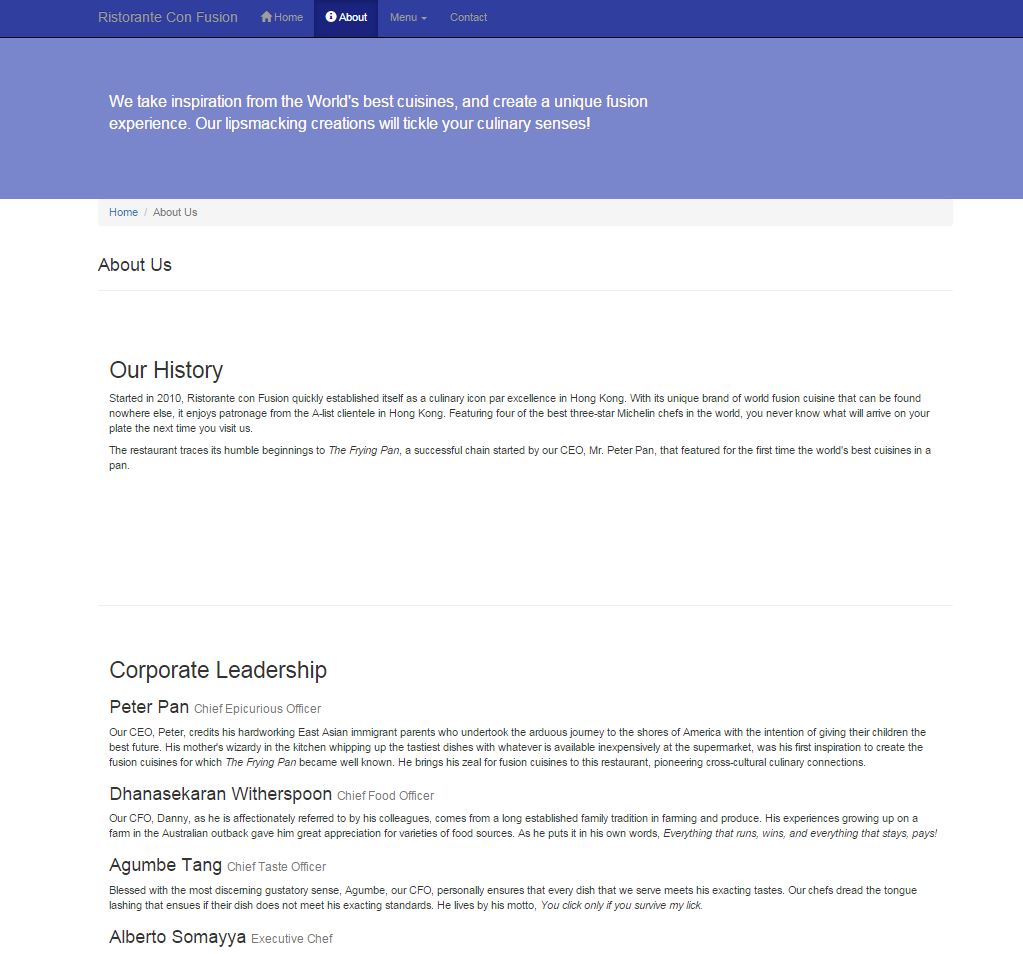 Ristorante Con Fusion Home About Menu Contact
We take inspiration from the World's best cuisines, and create a unique fusion
experience. Our lipsmacking creations will tickle your culinary senses!
Home / About Us
About Us
Our History
Started in 2010, Ristorante con Fusion quickly established itself as a culinary icon par excellence in Hong Kong. With its unique brand of world fusion cuisine that can be found
nowhere else, it enjoys patronage from the A-list clientele in Hong Kong. Featuring four of the best three-star Michelin chefs in the world, you never know what will arrive on your
plate the next time you visit us.
The restaurant traces its humble beginnings to The Frying Pan, a successful chain started by our CEO, Mr. Peter Pan, that featured for the first time the world's best cuisines in a
pan.
Corporate Leadership
Peter Pan Chief Epicurious Officer
Our CEO, Peter, credits his hardworking East Asian immigrant parents who undertook the arduous journey to the shores of America with the intention of giving their children the
best future. His mother's wizardy in the kitchen whipping up the tastiest dishes with whatever is available inexpensively at the supermarket, was his first inspiration to create the
fusion cuisines for which The Frying Pan became well known. He brings his zeal for fusion cuisines to this restaurant, pioneering cross-cultural culinary connections.
Dhanasekaran Witherspoon Chief Food Officer
Our CFO, Danny, as he is affectionately referred to by his colleagues, comes from a long established family tradition in farming and produce. His experiences growing up on a
farm in the Australian outback gave him great appreciation for varieties of food sources. As he puts it in his own words, Everything that runs, wins, and everything that stays, pays!
Agumbe Tang Chief Taste Officer
Blessed with the most discerning gustatory sense, Agumbe, our CFO, personally ensures that every dish that we serve meets his exacting tastes. Our chefs dread the tongue
lashing that ensues if their dish does not meet his exacting standards. He lives by his motto, You click only if you survive my lick.
Alberto Somayya Executive Chef